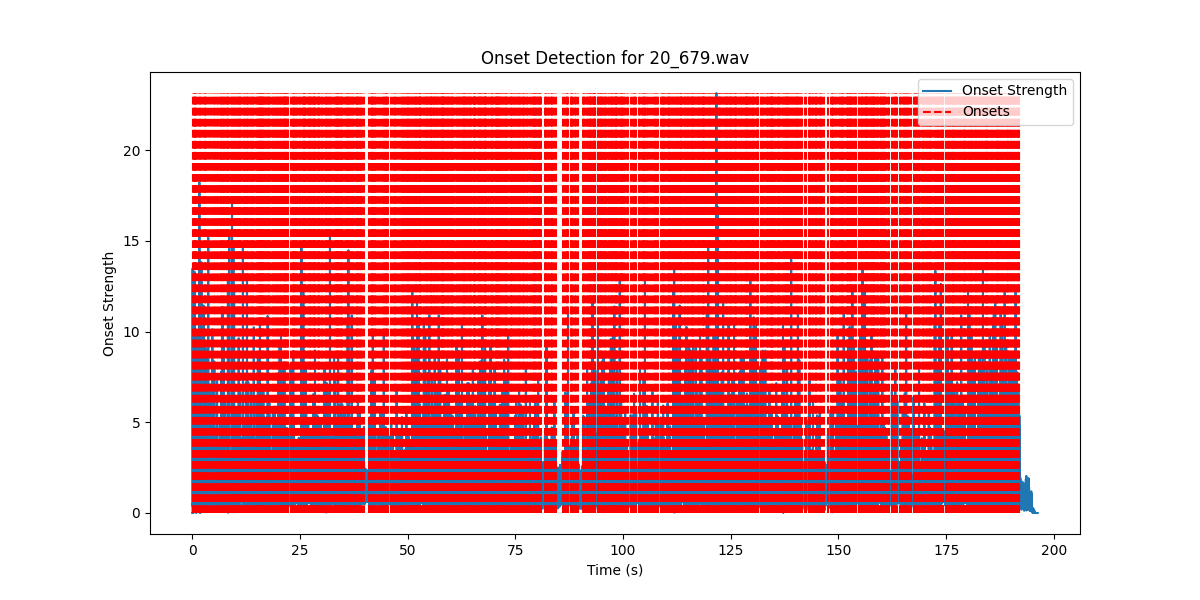 Onset Detection for 20_679.wav
Onset Strength
Onsets
20
15
10
5
0
Onset Strength
0 25 50 75 100 125 150 175 200
Time (s)